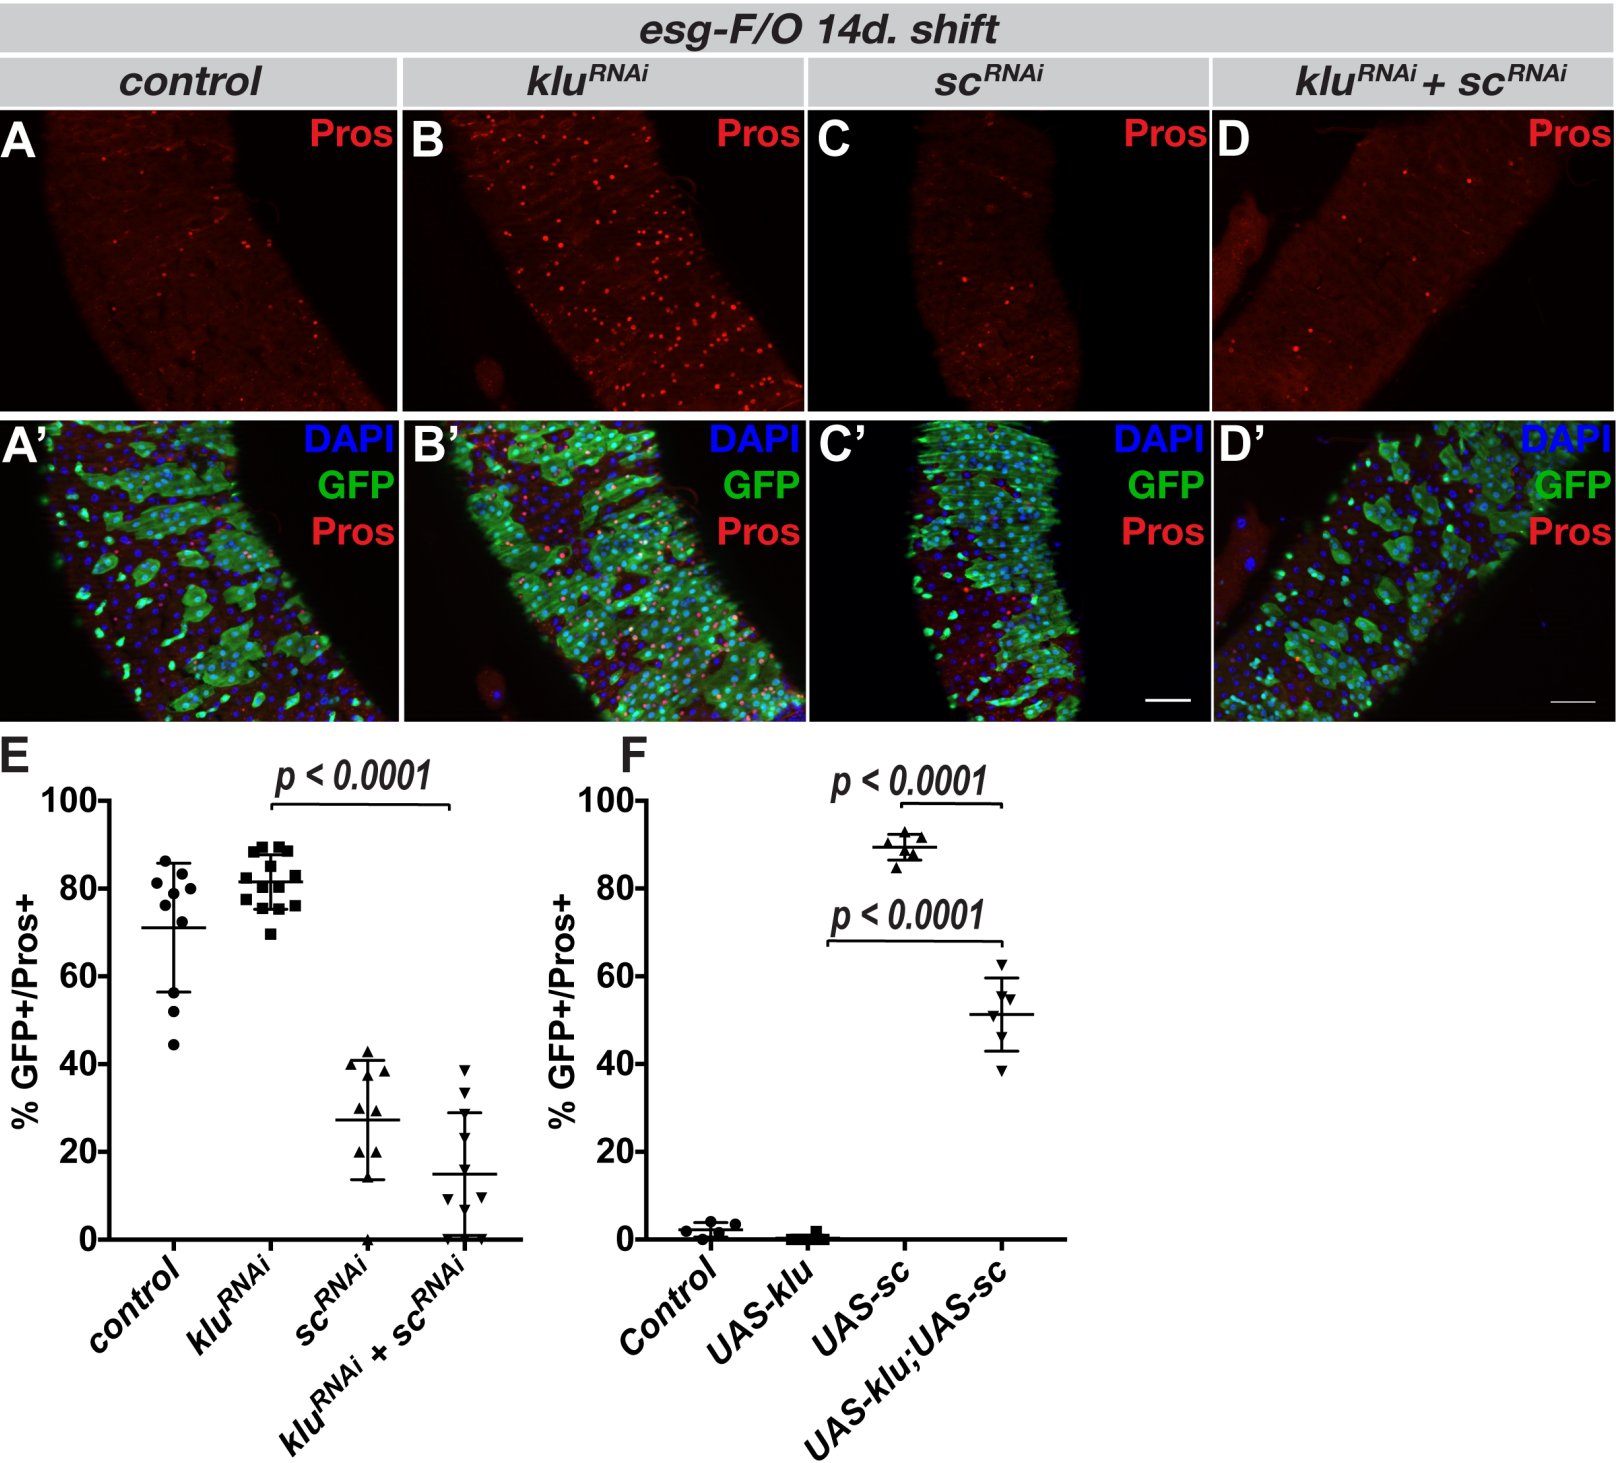 esg-F/O 14d. shift
control kluRNAi scRNAi kluRNAi + scRNAi
A Pros B Pros C Pros D Pros
A' DAPI B' DAPI C' DAPI D' DAPI
GFP GFP GFP GFP
Pros Pros Pros Pros
E
p < 0.0001
% GFP+/Pros+
100
80
60
40
20
0
control kluRNAi scRNAi kluRNAi + scRNAi
F
p < 0.0001
p < 0.0001
% GFP+/Pros+
100
80
60
40
20
0
Control UAS-klu UAS-sc UAS-klu;UAS-sc